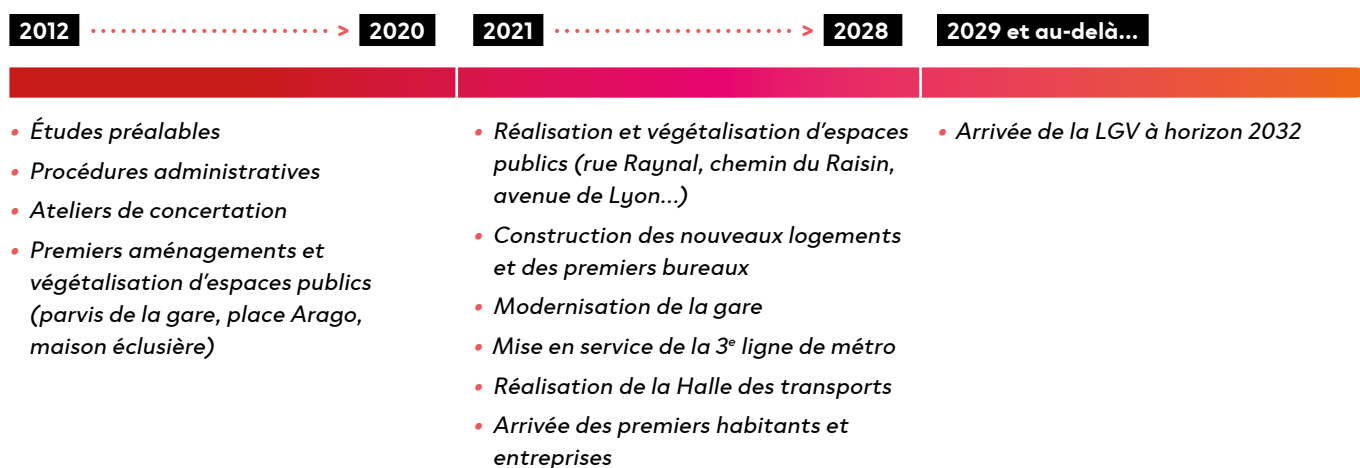 2012 > 2020
• Études préalables
• Procédures administratives
• Ateliers de concertation
• Premiers aménagements et
végétalisation d'espaces publics
(parvis de la gare, place Arago,
maison éclusière)
2021 > 2028
• Réalisation et végétalisation d'espaces
publics (rue Raynal, chemin du Raisin,
avenue de Lyon...)
• Construction des nouveaux logements
et des premiers bureaux
• Modernisation de la gare
• Mise en service de la 3e ligne de métro
• Réalisation de la Halle des transports
• Arrivée des premiers habitants et
entreprises
2029 et au-delà...
• Arrivée de la LGV à horizon 2032